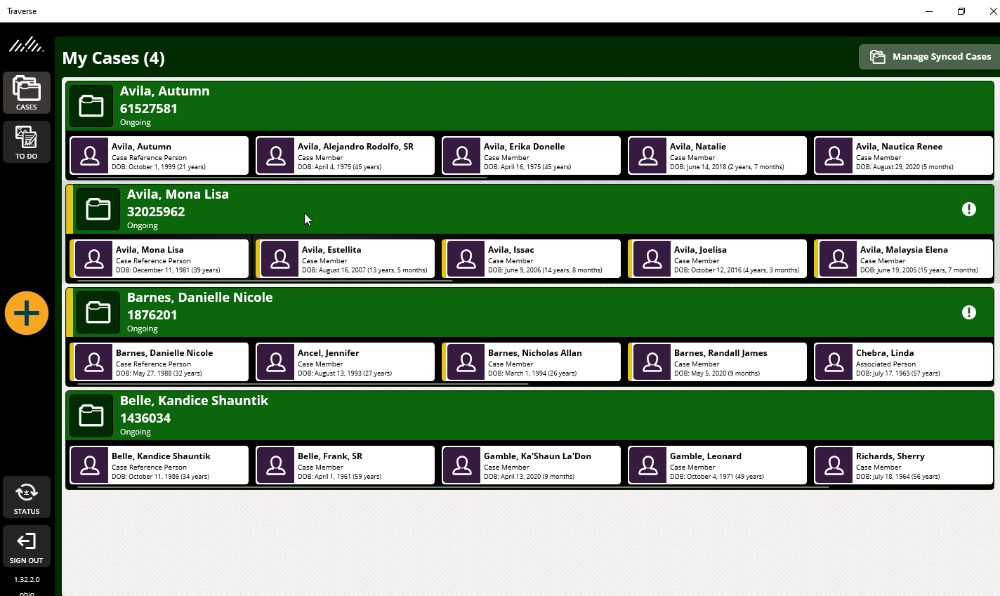 Traverse
My Cases (4)
Manage Synced Cases
CASES
TO DO
STATUS
SIGN OUT
1.32.2.0
ohio
Avila, Autumn
61527581
Ongoing
Avila, Autumn
Case Reference Person
DOB: October 1, 1999 (21 years)
Avila, Alejandro Rodolfo, SR
Case Member
DOB: April 4, 1975 (45 years)
Avila, Erika Donelle
Case Member
DOB: April 16, 1975 (45 years)
Avila, Natalie
Case Member
DOB: June 14, 2018 (2 years, 7 months)
Avila, Nautica Renee
Case Member
DOB: August 29, 2020 (5 months)
Avila, Mona Lisa
32025962
Ongoing
Avila, Mona Lisa
Case Reference Person
DOB: December 11, 1981 (39 years)
Avila, Estellita
Case Member
DOB: August 16, 2007 (13 years, 5 months)
Avila, Issac
Case Member
DOB: June 9, 2006 (14 years, 8 months)
Avila, Joelisa
Case Member
DOB: October 12, 2016 (4 years, 3 months)
Avila, Malaysia Elena
Case Member
DOB: June 19, 2005 (15 years, 7 months)
Barnes, Danielle Nicole
1876201
Ongoing
Barnes, Danielle Nicole
Case Reference Person
DOB: May 27, 1988 (32 years)
Ancel, Jennifer
Case Member
DOB: August 13, 1993 (27 years)
Barnes, Nicholas Allan
Case Member
DOB: March 1, 1994 (26 years)
Barnes, Randall James
Case Member
DOB: May 5, 2020 (9 months)
Chebra, Linda
Associated Person
DOB: July 17, 1963 (57 years)
Belle, Kandice Shauntik
1436034
Ongoing
Belle, Kandice Shauntik
Case Reference Person
DOB: October 11, 1986 (34 years)
Belle, Frank, SR
Case Member
DOB: April 1, 1961 (59 years)
Gamble, Ka'Shaun La'Don
Case Member
DOB: April 13, 2020 (9 months)
Gamble, Leonard
Case Member
DOB: October 4, 1971 (49 years)
Richards, Sherry
Case Member
DOB: July 18, 1964 (56 years)